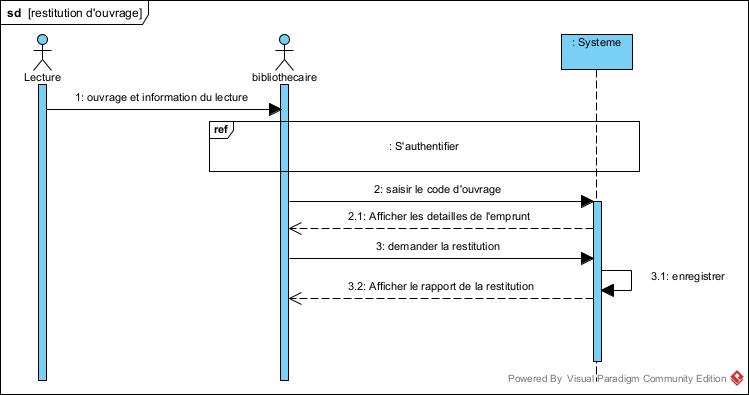 sd [restitution d'ouvrage]
Lecture
bibliothecaire
: Systeme
1: ouvrage et information du lecture
ref
: S'authentifier
2: saisir le code d'ouvrage
2.1: Afficher les detailles de l'emprunt
3: demander la restitution
3.1: enregistrer
3.2: Afficher le rapport de la restitution
Powered By Visual Paradigm Community Edition